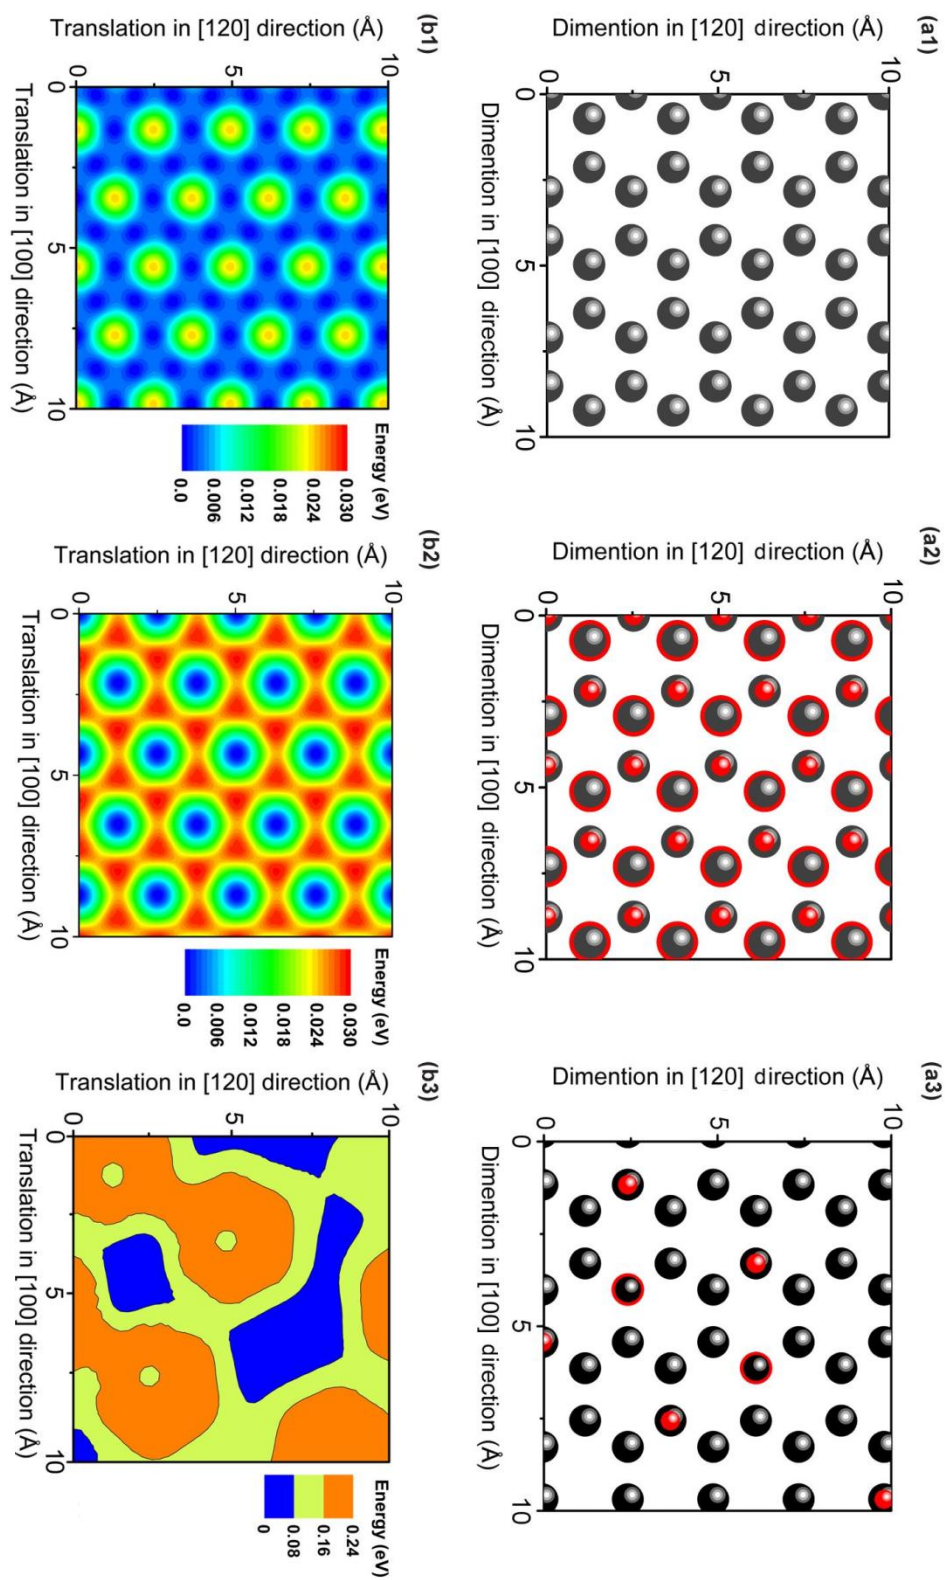 (a1)
Dimention in [120] direction (Å)
10
5
0
0 5 10
Dimention in [100] direction (Å)
(a2)
Dimention in [120] direction (Å)
10
5
0
0 5 10
Dimention in [100] direction (Å)
(a3)
Dimention in [120] direction (Å)
10
5
0
0 5 10
Dimention in [100] direction (Å)
(b1)
Translation in [120] direction (Å)
10
5
0
0 5 10
Translation in [100] direction (Å)
Energy (eV)
0.030
0.024
0.018
0.012
0.006
0.0
(b2)
Translation in [120] direction (Å)
10
5
0
0 5 10
Translation in [100] direction (Å)
Energy (eV)
0.030
0.024
0.018
0.012
0.006
0.0
(b3)
Translation in [120] direction (Å)
10
5
0
0 5 10
Translation in [100] direction (Å)
Energy (eV)
0.24
0.16
0.08
0